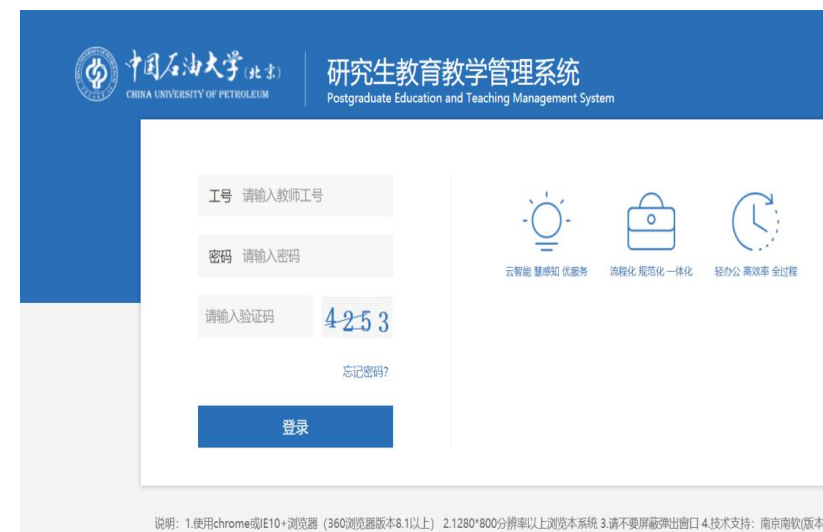 中国石油大学(北京)
CHINA UNIVERSITY OF PETROLEUM
研究生教育教学管理系统
Postgraduate Education and Teaching Management System
工号 请输入教师工号
密码 请输入密码
请输入验证码 4253
忘记密码?
登录
云智能 慧感知 优服务
流程化 规范化 一体化
轻办公 高效率 全过程
说明：1.使用chrome或IE10+浏览器（360浏览器版本8.1以上） 2.1280*800分辨率以上浏览本系统 3.请不要屏蔽弹出窗口 4.技术支持：南京南软(版本